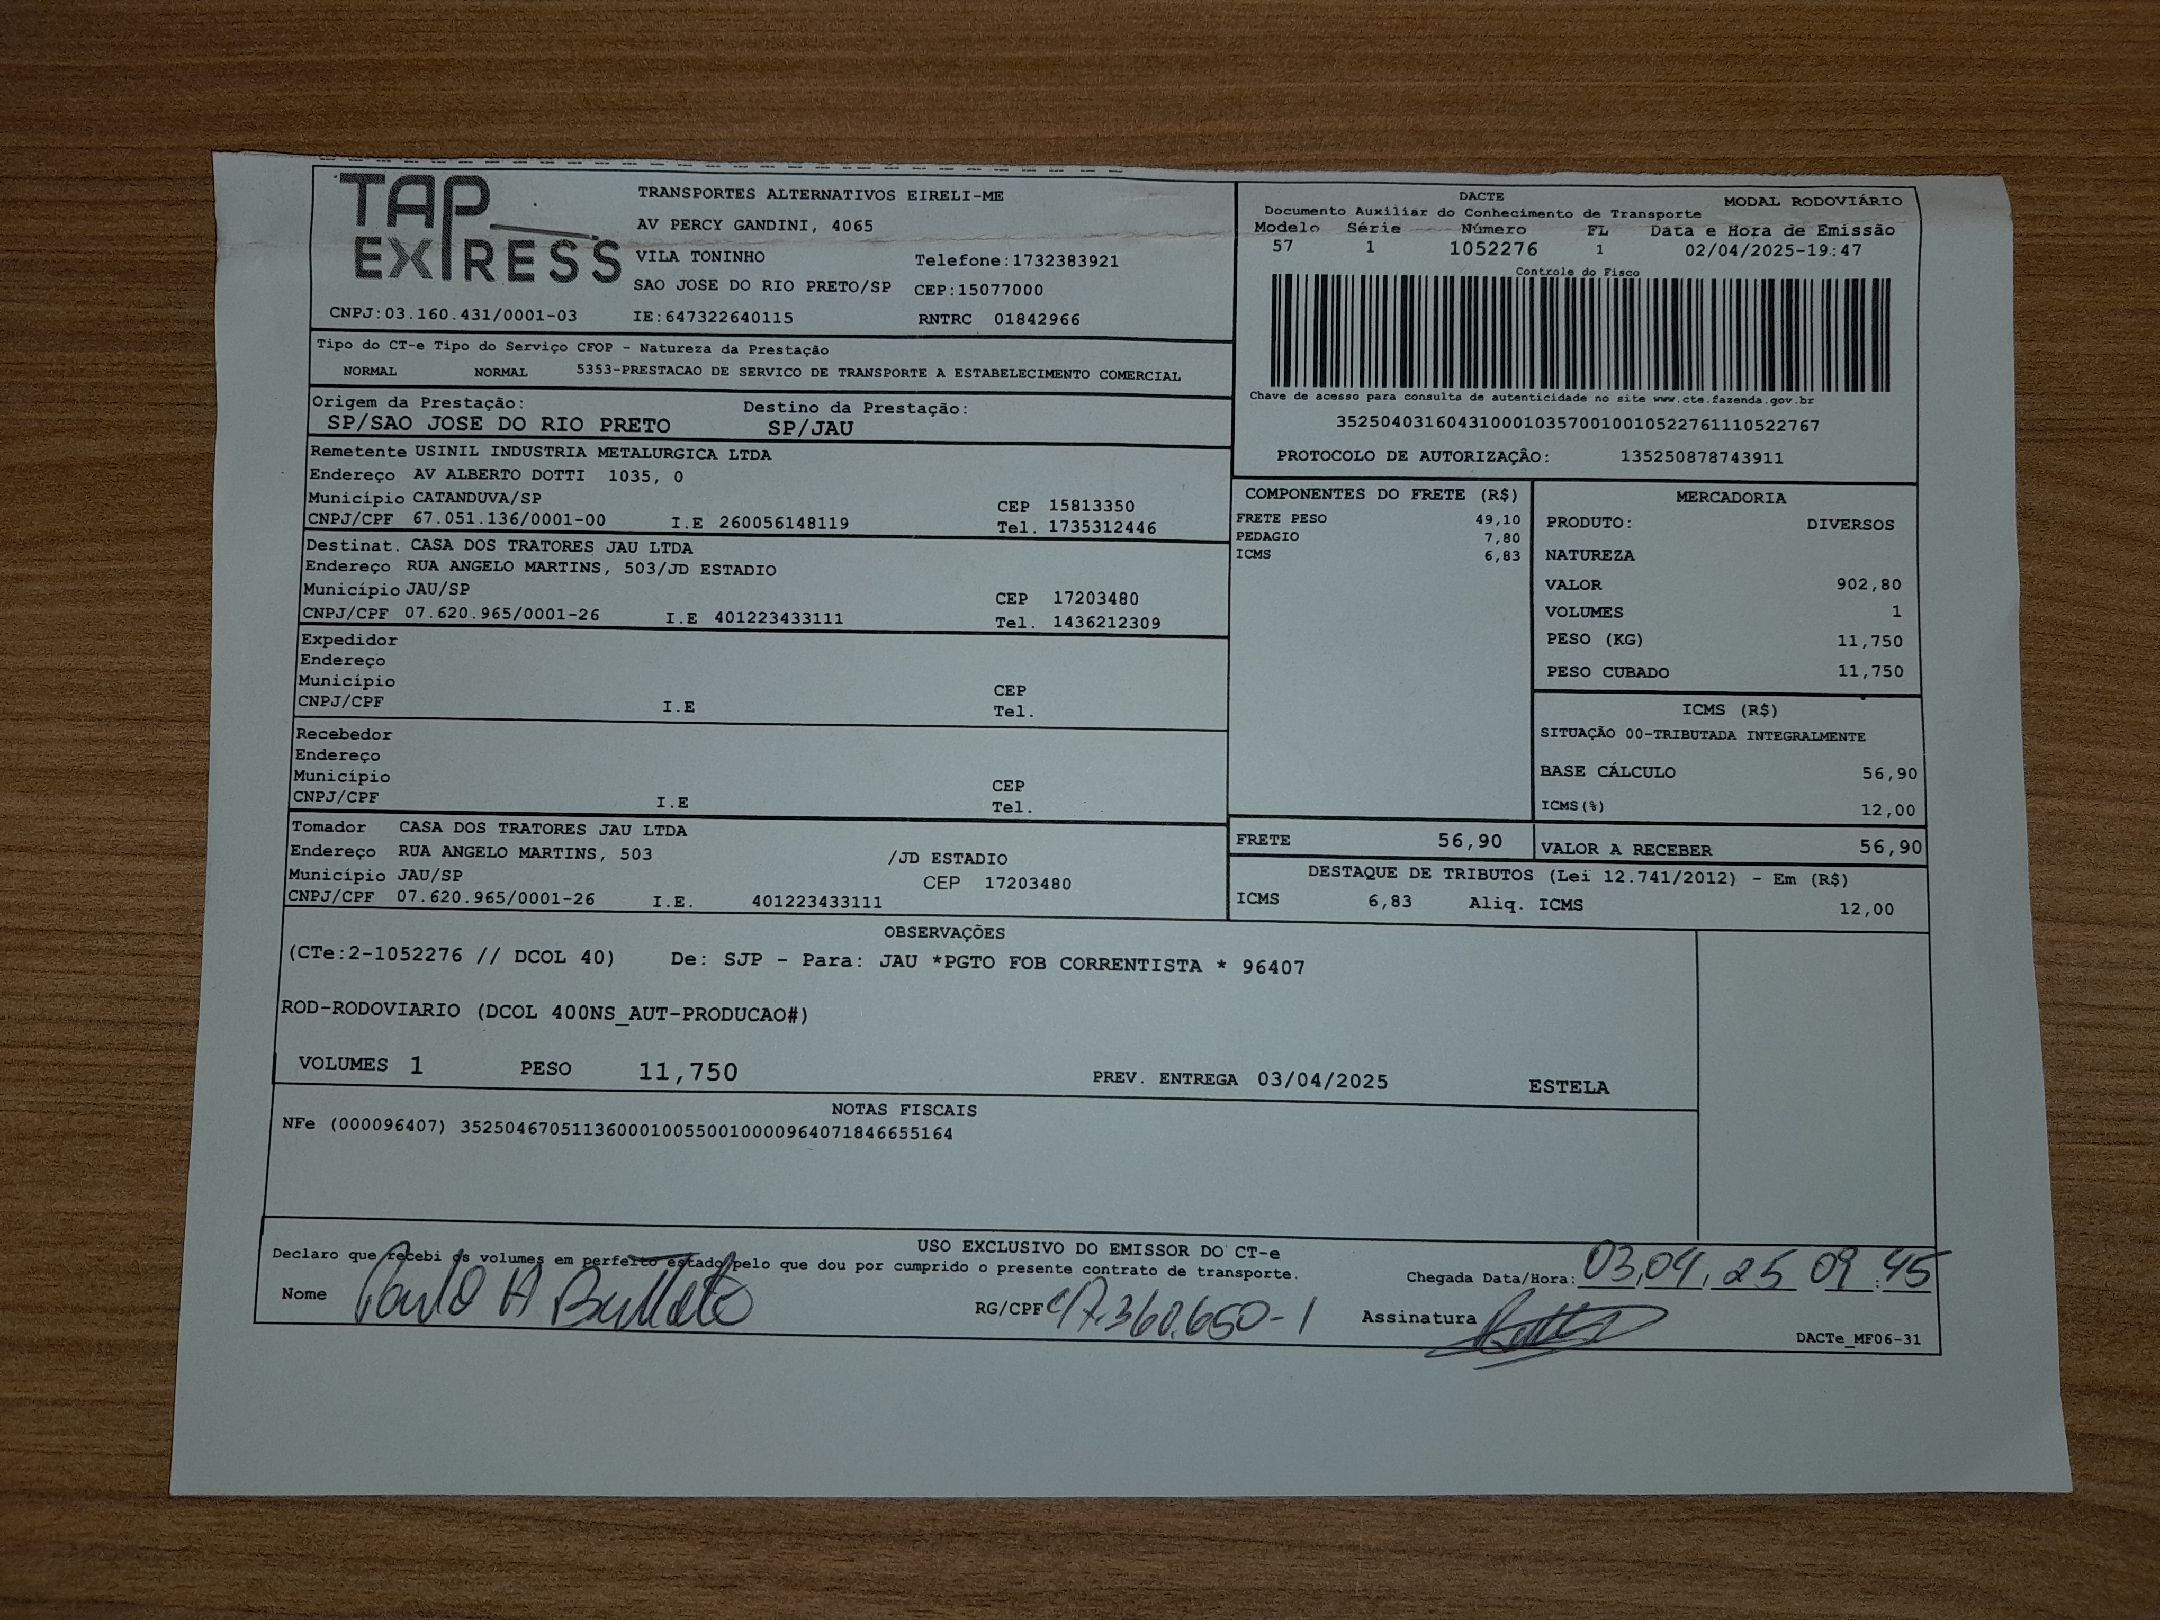 TAP EXPRESS
TRANSPORTES ALTERNATIVOS EIRELI-ME
AV PERCY GANDINI, 4065
VILA TONINHO Telefone:1732383921
SAO JOSE DO RIO PRETO/SP CEP:15077000
CNPJ:03.160.431/0001-03 IE:647322640115 RNTRC 01842966
DACTE MODAL RODOVIÁRIO
Documento Auxiliar do Conhecimento de Transporte
Modelo Série Número FL Data e Hora de Emissão
57 1 1052276 1 02/04/2025-19:47
Controle do Fisco
Chave de acesso para consulta de autenticidade no site www.cte.fazenda.gov.br
35250403160431000103570010010522761110522767
PROTOCOLO DE AUTORIZAÇÃO: 135250878743911
Tipo do CT-e Tipo do Serviço CFOP - Natureza da Prestação
NORMAL NORMAL 5353-PRESTACAO DE SERVICO DE TRANSPORTE A ESTABELECIMENTO COMERCIAL
Origem da Prestação: Destino da Prestação:
SP/SAO JOSE DO RIO PRETO SP/JAU
Remetente USINIL INDUSTRIA METALURGICA LTDA
Endereço AV ALBERTO DOTTI 1035, 0
Município CATANDUVA/SP CEP 15813350
CNPJ/CPF 67.051.136/0001-00 I.E 260056148119 Tel. 1735312446
Destinat. CASA DOS TRATORES JAU LTDA
Endereço RUA ANGELO MARTINS, 503/JD ESTADIO
Município JAU/SP CEP 17203480
CNPJ/CPF 07.620.965/0001-26 I.E 401223433111 Tel. 1436212309
Expedidor
Endereço
Município CEP
CNPJ/CPF I.E Tel.
Recebedor
Endereço
Município CEP
CNPJ/CPF I.E Tel.
Tomador CASA DOS TRATORES JAU LTDA
Endereço RUA ANGELO MARTINS, 503 /JD ESTADIO
Município JAU/SP CEP 17203480
CNPJ/CPF 07.620.965/0001-26 I.E. 401223433111
COMPONENTES DO FRETE (R$)
FRETE PESO 49,10
PEDAGIO 7,80
ICMS 6,83
MERCADORIA
PRODUTO: DIVERSOS
NATUREZA
VALOR 902,80
VOLUMES 1
PESO (KG) 11,750
PESO CUBADO 11,750
ICMS (R$)
SITUAÇÃO 00-TRIBUTADA INTEGRALMENTE
BASE CÁLCULO 56,90
ICMS(%) 12,00
FRETE 56,90 VALOR A RECEBER 56,90
DESTAQUE DE TRIBUTOS (Lei 12.741/2012) - Em (R$)
ICMS 6,83 Aliq. ICMS 12,00
OBSERVAÇÕES
(CTe:2-1052276 // DCOL 40) De: SJP - Para: JAU *PGTO FOB CORRENTISTA * 96407
ROD-RODOVIARIO (DCOL 400NS_AUT-PRODUCAO#)
VOLUMES 1 PESO 11,750 PREV. ENTREGA 03/04/2025 ESTELA
NOTAS FISCAIS
NFe (000096407) 35250467051136000100550010000964071846655164
USO EXCLUSIVO DO EMISSOR DO CT-e
Declaro que recebi os volumes em perfeito estado pelo que dou por cumprido o presente contrato de transporte.
Chegada Data/Hora: 03,04,25 09:45
Nome Paulo A RG/CPF 47.360.650-1 Assinatura
DACTe_MF06-31